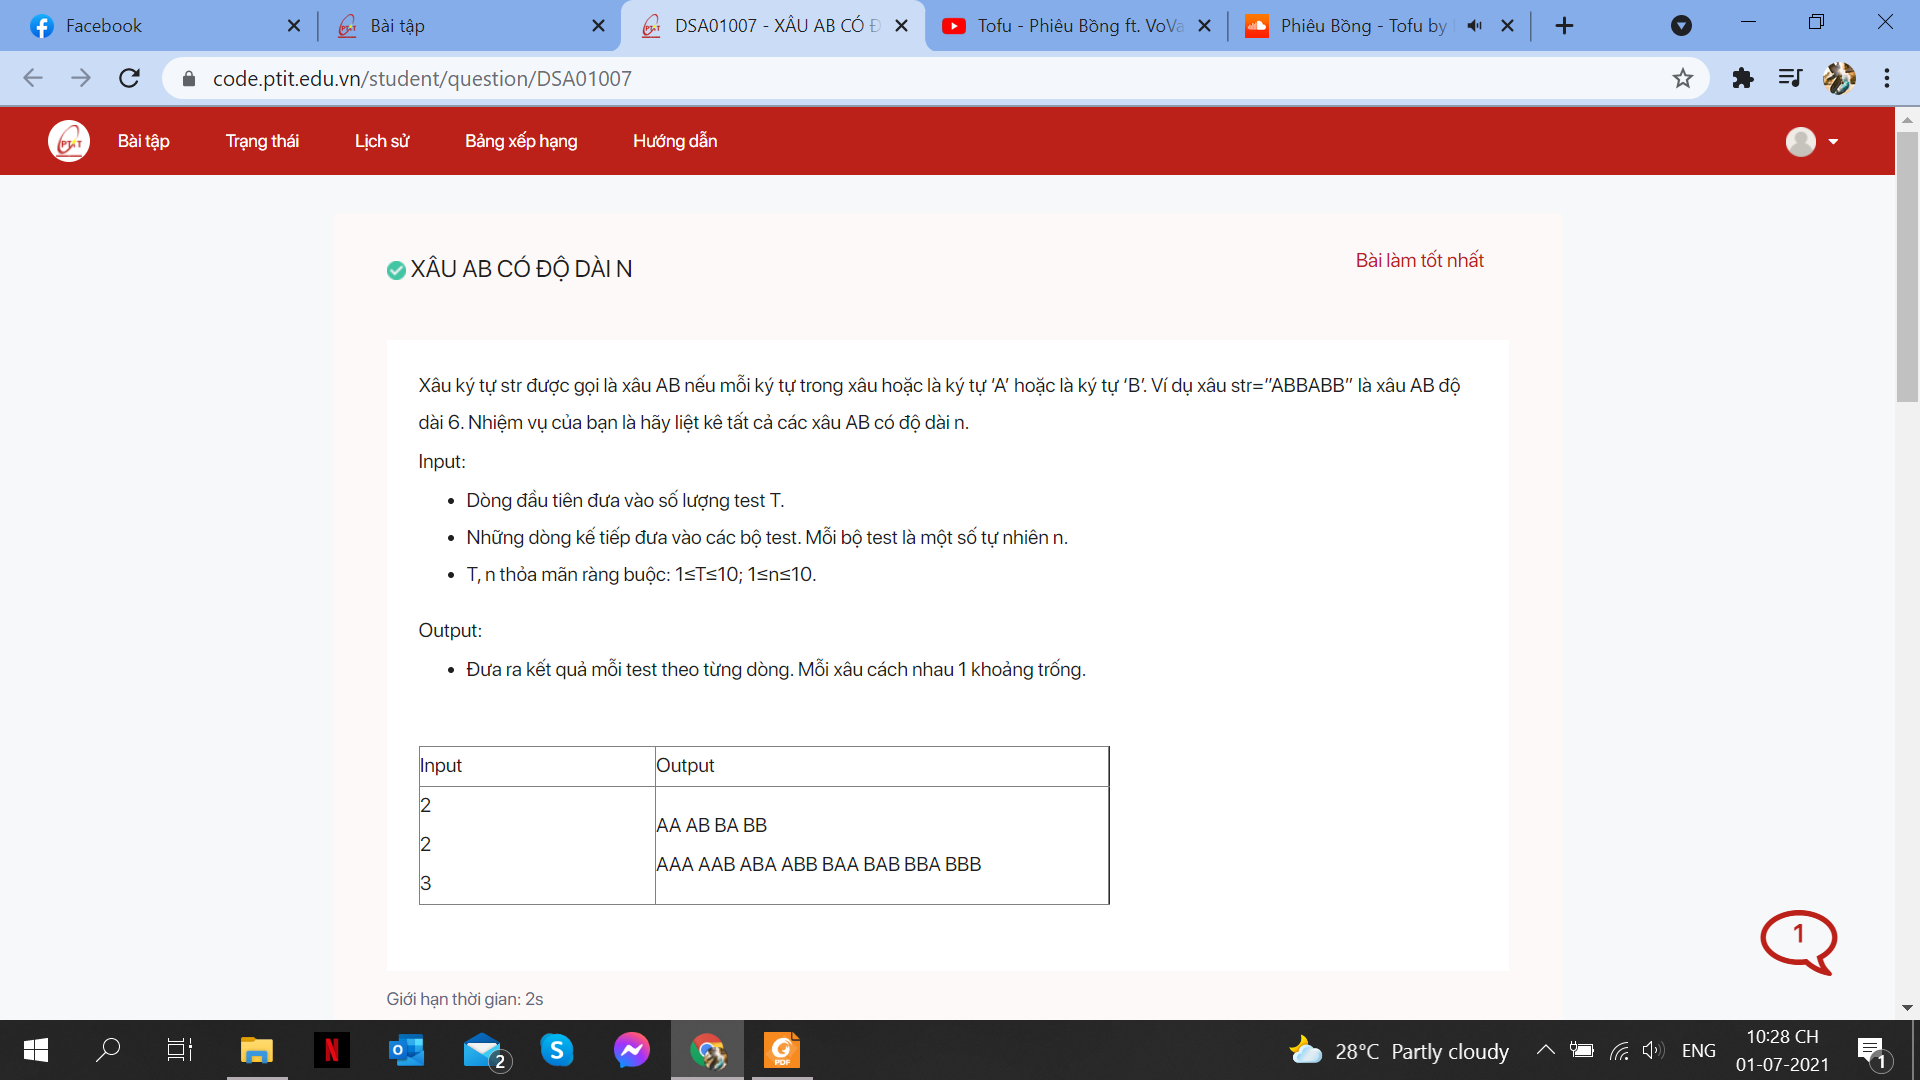 Facebook
Bài tập
DSA01007 - XÂU AB CÓ Đ
Tofu - Phiêu Bồng ft. VoVa
Phiêu Bồng - Tofu by
code.ptit.edu.vn/student/question/DSA01007
PTIT
Bài tập
Trạng thái
Lịch sử
Bảng xếp hạng
Hướng dẫn
XÂU AB CÓ ĐỘ DÀI N
Bài làm tốt nhất
Xâu ký tự str được gọi là xâu AB nếu mỗi ký tự trong xâu hoặc là ký tự ‘A’ hoặc là ký tự ‘B’. Ví dụ xâu str=”ABBABB” là xâu AB độ
dài 6. Nhiệm vụ của bạn là hãy liệt kê tất cả các xâu AB có độ dài n.
Input:
• Dòng đầu tiên đưa vào số lượng test T.
• Những dòng kế tiếp đưa vào các bộ test. Mỗi bộ test là một số tự nhiên n.
• T, n thỏa mãn ràng buộc: 1≤T≤10; 1≤n≤10.
Output:
• Đưa ra kết quả mỗi test theo từng dòng. Mỗi xâu cách nhau 1 khoảng trống.
Input
Output
2
2
3
AA AB BA BB
AAA AAB ABA ABB BAA BAB BBA BBB
1
Giới hạn thời gian: 2s
N
2
S
PDF
28°C Partly cloudy
ENG
10:28 CH
01-07-2021
1